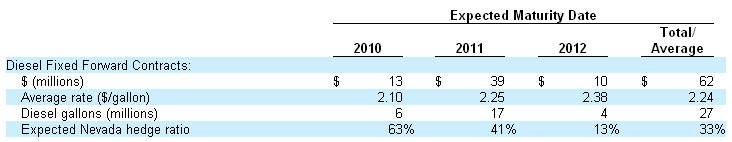 Expected Maturity Date
Total/
2010 2011 2012 Average
Diesel Fixed Forward Contracts:
$ (millions) $ 13 $ 39 $ 10 $ 62
Average rate ($/gallon) 2.10 2.25 2.38 2.24
Diesel gallons (millions) 6 17 4 27
Expected Nevada hedge ratio 63% 41% 13% 33%